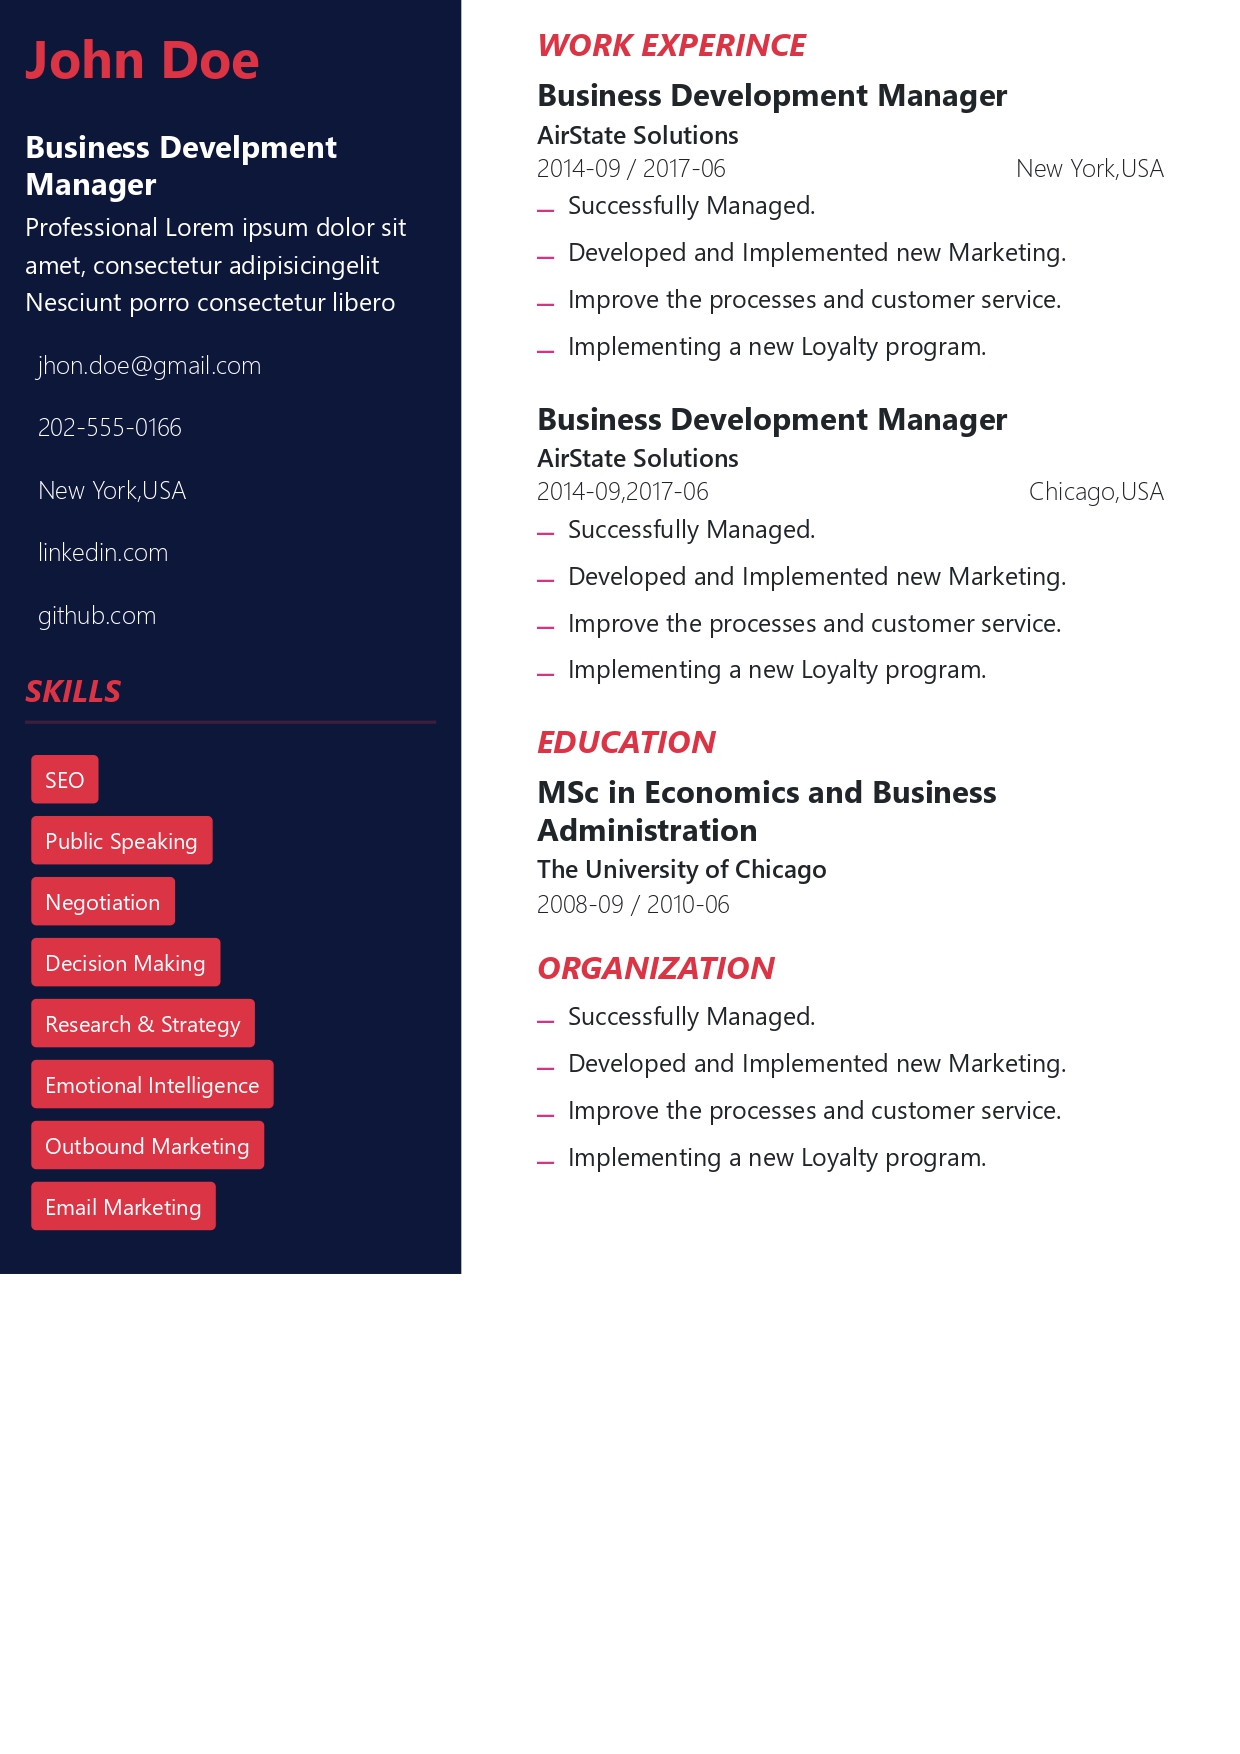 John Doe
Business Develpment
Manager
Professional Lorem ipsum dolor sit
amet, consectetur adipisicingelit
Nesciunt porro consectetur libero
jhon.doe@gmail.com
202-555-0166
New York,USA
linkedin.com
github.com
SKILLS
SEO
Public Speaking
Negotiation
Decision Making
Research & Strategy
Emotional Intelligence
Outbound Marketing
Email Marketing
WORK EXPERINCE
Business Development Manager
AirState Solutions
2014-09 / 2017-06 New York,USA
– Successfully Managed.
– Developed and Implemented new Marketing.
– Improve the processes and customer service.
– Implementing a new Loyalty program.
Business Development Manager
AirState Solutions
2014-09,2017-06 Chicago,USA
– Successfully Managed.
– Developed and Implemented new Marketing.
– Improve the processes and customer service.
– Implementing a new Loyalty program.
EDUCATION
MSc in Economics and Business
Administration
The University of Chicago
2008-09 / 2010-06
ORGANIZATION
– Successfully Managed.
– Developed and Implemented new Marketing.
– Improve the processes and customer service.
– Implementing a new Loyalty program.